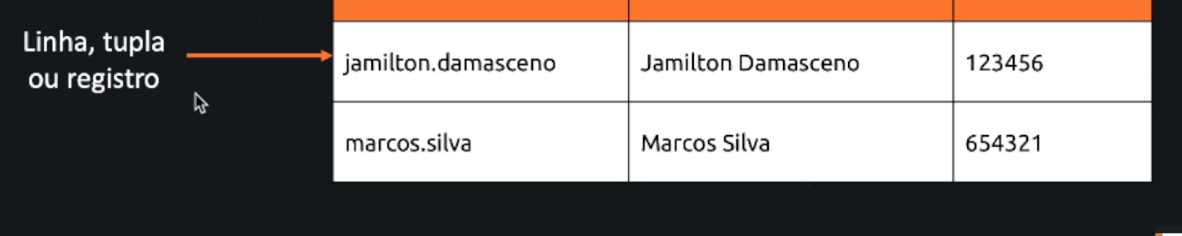 Linha, tupla
ou registro
jamilton.damasceno Jamilton Damasceno 123456
marcos.silva Marcos Silva 654321